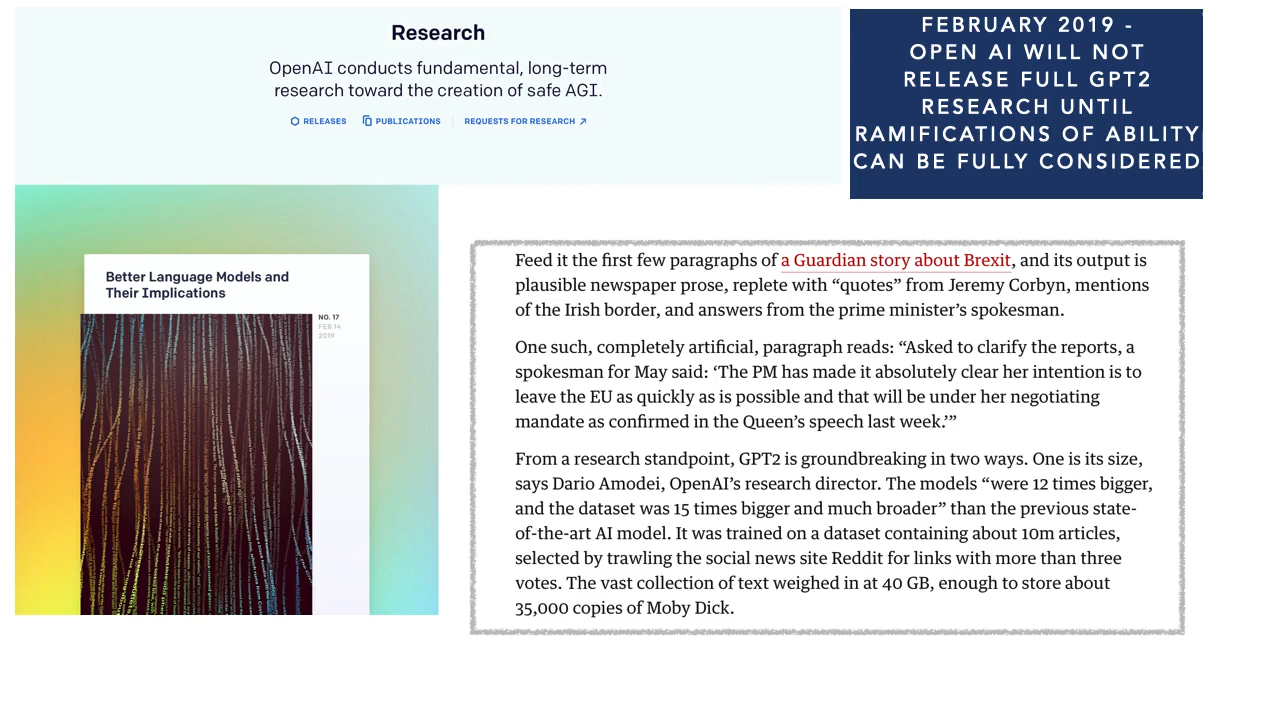 Research
OpenAI conducts fundamental, long-term
research toward the creation of safe AGI.
RELEASES PUBLICATIONS REQUESTS FOR RESEARCH
FEBRUARY 2019 -
OPEN AI WILL NOT
RELEASE FULL GPT2
RESEARCH UNTIL
RAMIFICATIONS OF ABILITY
CAN BE FULLY CONSIDERED
Better Language Models and
Their Implications
NO. 17
FEB 14
2019
Feed it the first few paragraphs of a Guardian story about Brexit, and its output is
plausible newspaper prose, replete with “quotes” from Jeremy Corbyn, mentions
of the Irish border, and answers from the prime minister’s spokesman.
One such, completely artificial, paragraph reads: “Asked to clarify the reports, a
spokesman for May said: ‘The PM has made it absolutely clear her intention is to
leave the EU as quickly as is possible and that will be under her negotiating
mandate as confirmed in the Queen’s speech last week.’”
From a research standpoint, GPT2 is groundbreaking in two ways. One is its size,
says Dario Amodei, OpenAI’s research director. The models “were 12 times bigger,
and the dataset was 15 times bigger and much broader” than the previous state-
of-the-art AI model. It was trained on a dataset containing about 10m articles,
selected by trawling the social news site Reddit for links with more than three
votes. The vast collection of text weighed in at 40 GB, enough to store about
35,000 copies of Moby Dick.